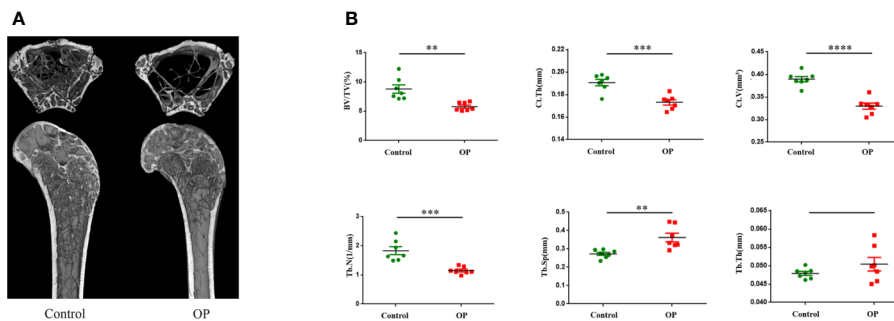 A
Control
OP
B
**
BV/TV(%)
15
10
5
0
Control
OP
***
Ct.Th(mm)
0.22
0.20
0.18
0.16
0.14
Control
OP
****
Ct.V(mm³)
0.45
0.40
0.35
0.30
0.25
Control
OP
***
Tb.N(1/mm)
3
2
1
0
Control
OP
**
Tb.Sp(mm)
0.5
0.4
0.3
0.2
0.1
0.0
Control
OP
Tb.Th(mm)
0.065
0.060
0.055
0.050
0.045
0.040
Control
OP